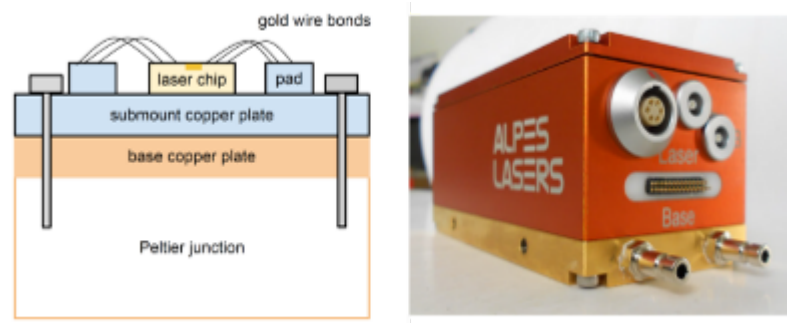 gold wire bonds
laser chip
pad
submount copper plate
base copper plate
Peltier junction
ALPES
LASERS
Laser
Base